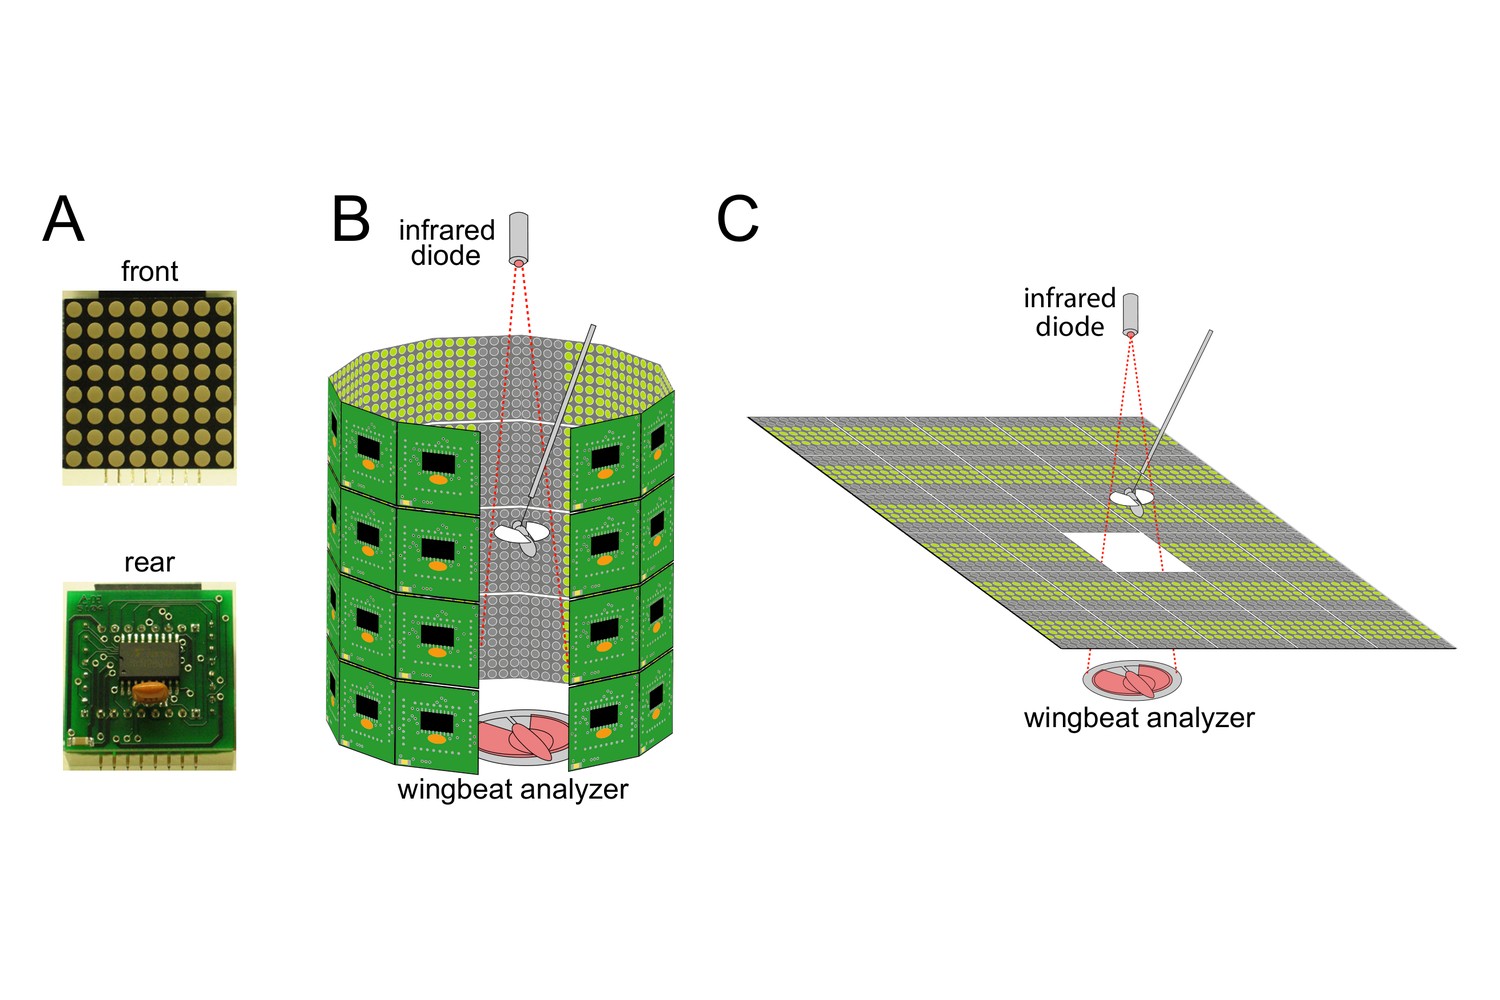 A
front
rear
B
infrared
diode
wingbeat analyzer
C
infrared
diode
wingbeat analyzer